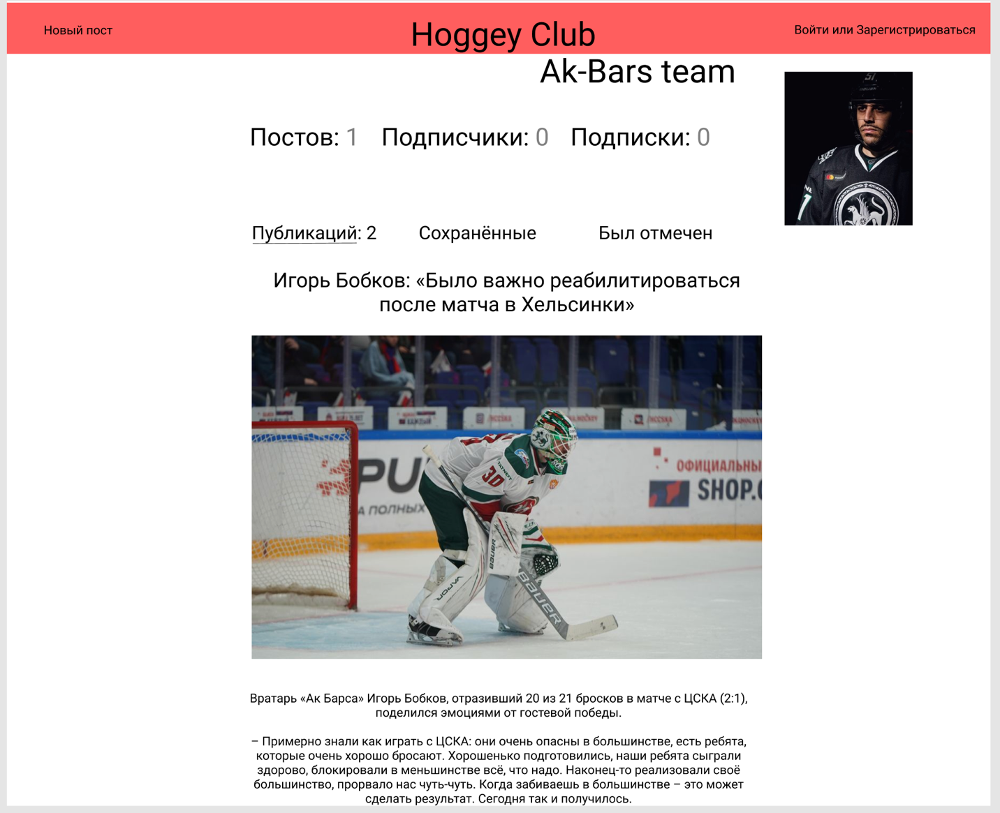 Новый пост
Hoggey Club
Войти или Зарегистрироваться
Ak-Bars team
51
Постов: 1 Подписчики: 0 Подписки: 0
Публикаций: 2 Сохранённые Был отмечен
Игорь Бобков: «Было важно реабилитироваться
после матча в Хельсинки»
PU
А ПОЛНЫХ
ОФИЦИАЛЬНЫ
SHOP.
TATNEFT
30
BAUER
VAPOR
BAUER
Вратарь «Ак Барса» Игорь Бобков, отразивший 20 из 21 бросков в матче с ЦСКА (2:1),
поделился эмоциями от гостевой победы.
– Примерно знали как играть с ЦСКА: они очень опасны в большинстве, есть ребята,
которые очень хорошо бросают. Хорошенько подготовились, наши ребята сыграли
здорово, блокировали в меньшинстве всё, что надо. Наконец-то реализовали своё
большинство, прорвало нас чуть-чуть. Когда забиваешь в большинстве – это может
сделать результат. Сегодня так и получилось.